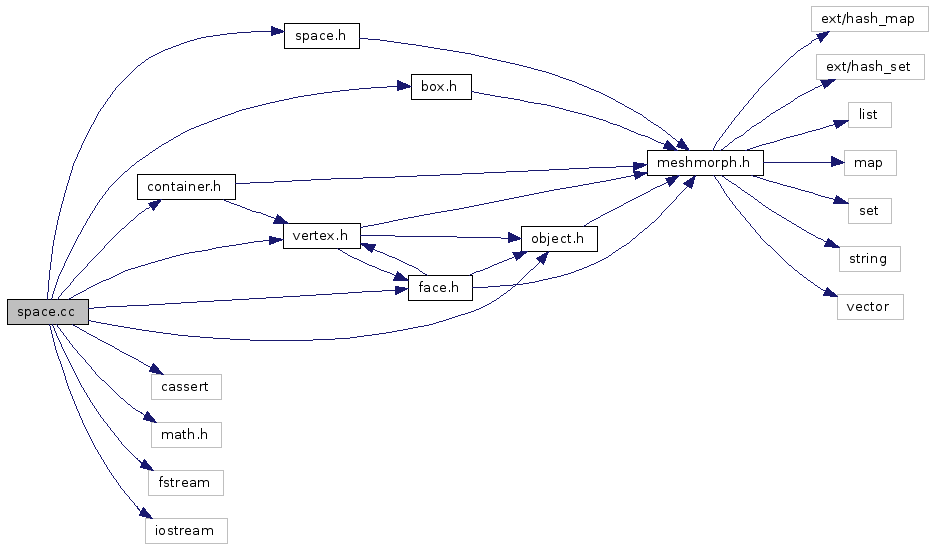 ext/hash_map
space.h
ext/hash_set
box.h
list
meshmorph.h
map
container.h
set
vertex.h
object.h
string
face.h
vector
space.cc
cassert
math.h
fstream
iostream